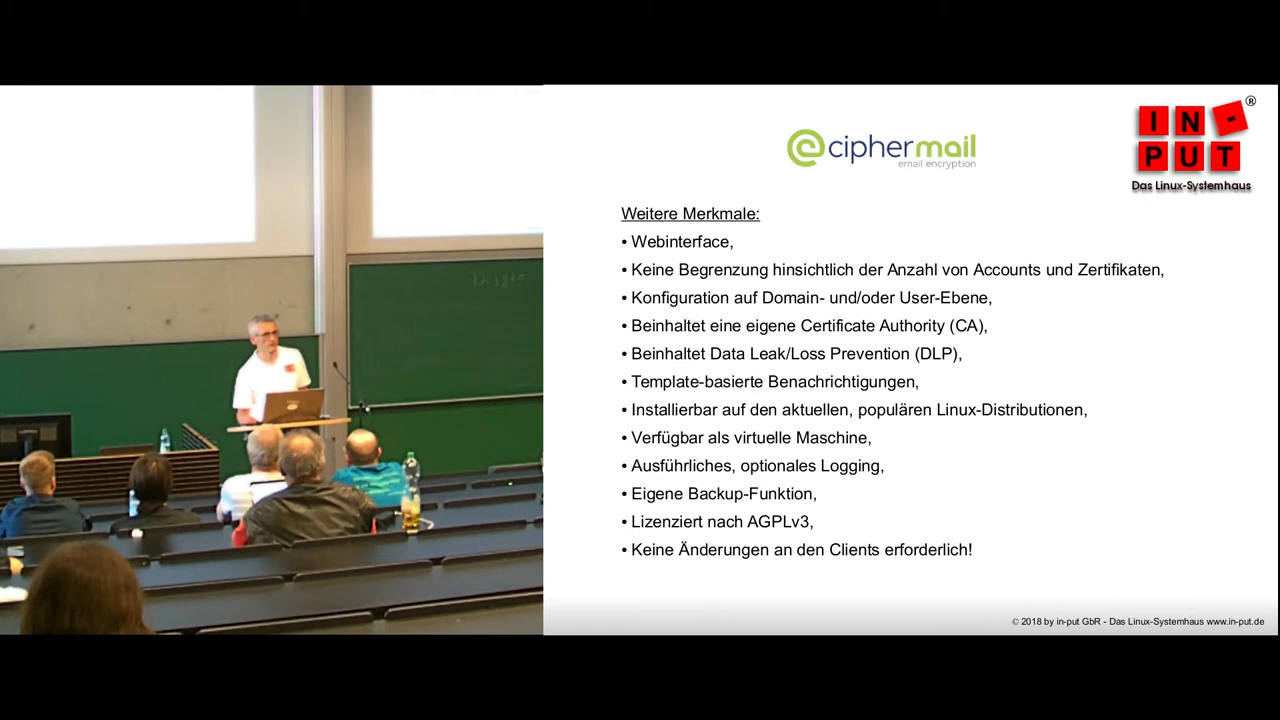 ciphermail
email encryption
IN-
PUT
®
Das Linux-Systemhaus
Weitere Merkmale:
• Webinterface,
• Keine Begrenzung hinsichtlich der Anzahl von Accounts und Zertifikaten,
• Konfiguration auf Domain- und/oder User-Ebene,
• Beinhaltet eine eigene Certificate Authority (CA),
• Beinhaltet Data Leak/Loss Prevention (DLP),
• Template-basierte Benachrichtigungen,
• Installierbar auf den aktuellen, populären Linux-Distributionen,
• Verfügbar als virtuelle Maschine,
• Ausführliches, optionales Logging,
• Eigene Backup-Funktion,
• Lizenziert nach AGPLv3,
• Keine Änderungen an den Clients erforderlich!
© 2018 by in-put GbR - Das Linux-Systemhaus www.in-put.de